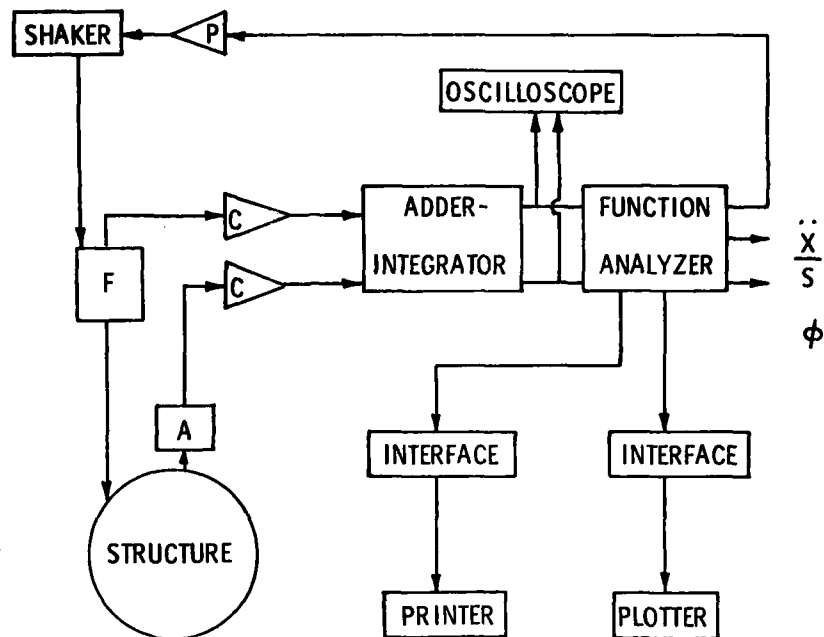 SHAKER
P
OSCILLOSCOPE
C
ADDER-
INTEGRATOR
FUNCTION
ANALYZER
Ẍ
S
F
C
ϕ
A
INTERFACE
INTERFACE
STRUCTURE
PRINTER
PLOTTER